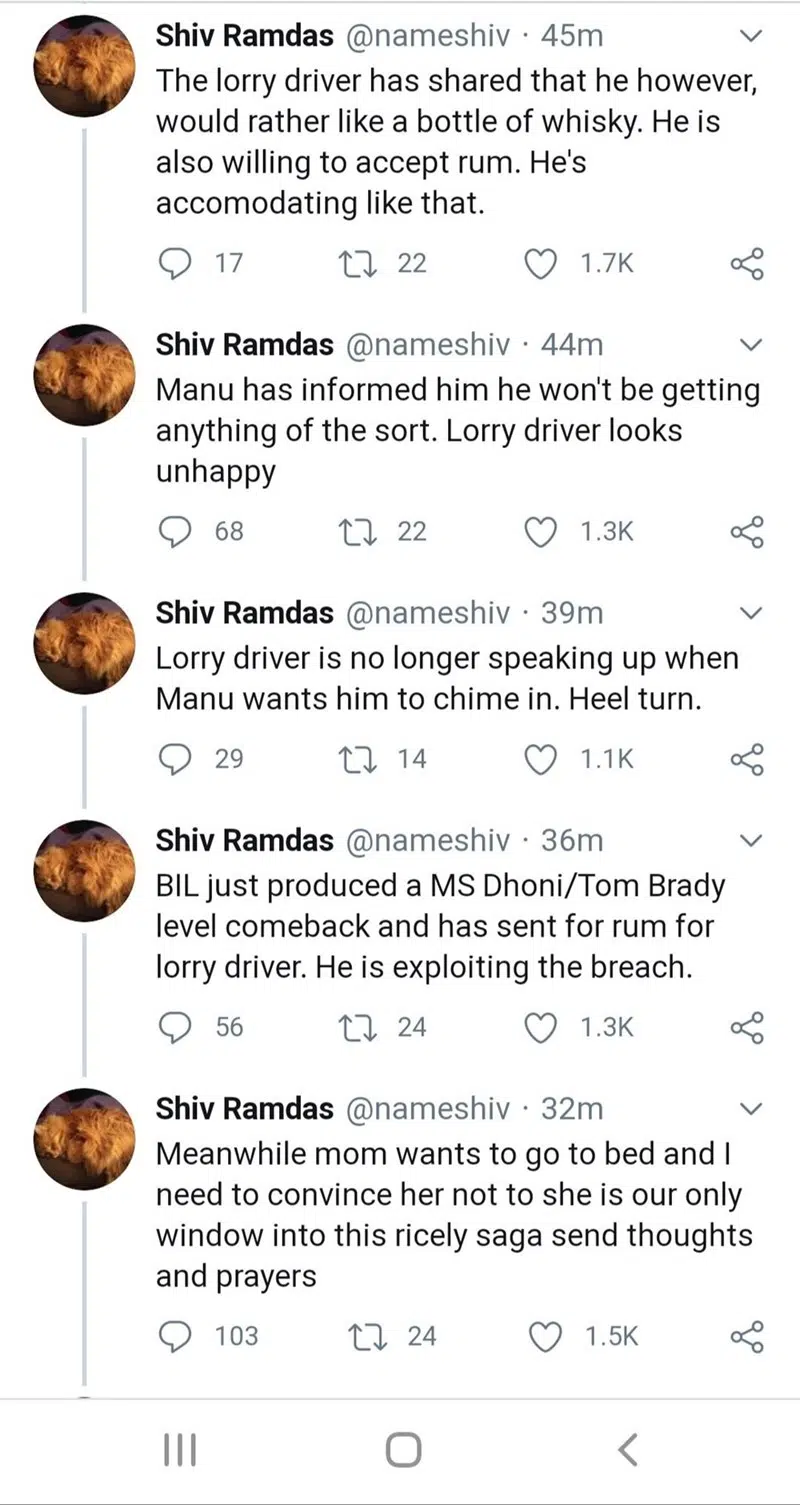 Shiv Ramdas @nameshiv · 45m
The lorry driver has shared that he however,
would rather like a bottle of whisky. He is
also willing to accept rum. He's
accomodating like that.
17 22 1.7K
Shiv Ramdas @nameshiv · 44m
Manu has informed him he won't be getting
anything of the sort. Lorry driver looks
unhappy
68 22 1.3K
Shiv Ramdas @nameshiv · 39m
Lorry driver is no longer speaking up when
Manu wants him to chime in. Heel turn.
29 14 1.1K
Shiv Ramdas @nameshiv · 36m
BIL just produced a MS Dhoni/Tom Brady
level comeback and has sent for rum for
lorry driver. He is exploiting the breach.
56 24 1.3K
Shiv Ramdas @nameshiv · 32m
Meanwhile mom wants to go to bed and I
need to convince her not to she is our only
window into this ricely saga send thoughts
and prayers
103 24 1.5K